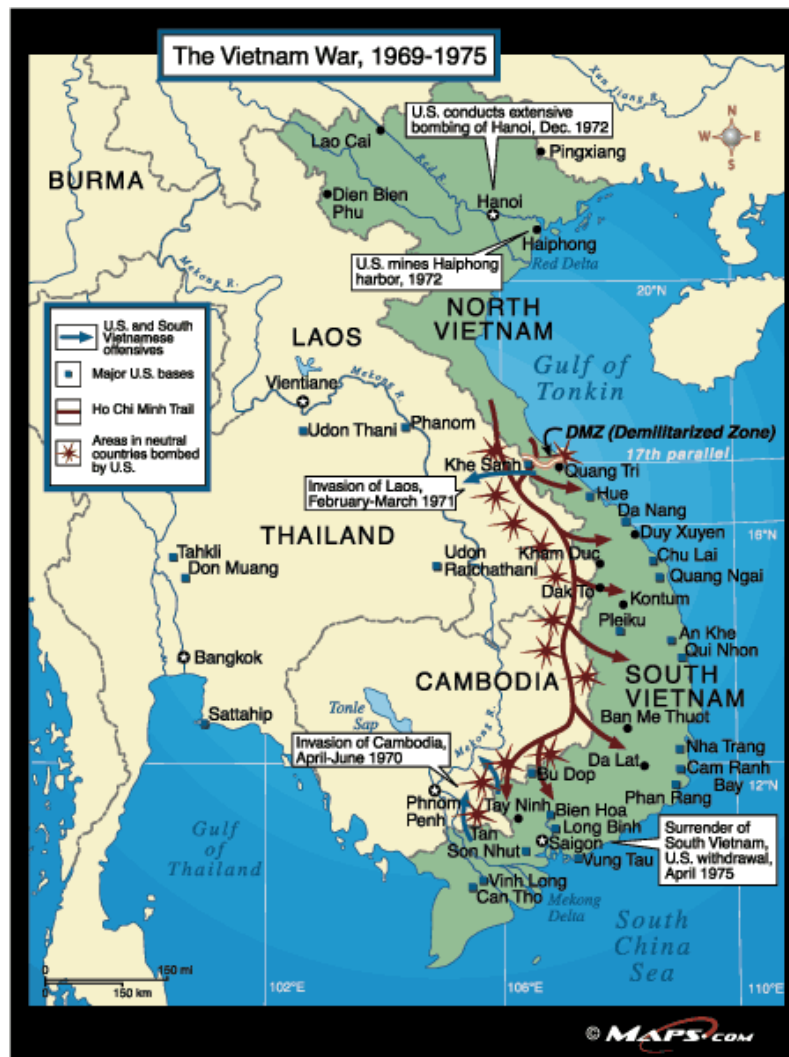 The Vietnam War, 1969-1975
Xun Jiang R.
U.S. conducts extensive
bombing of Hanoi, Dec. 1972
N
W
E
S
Lao Cai
Red R.
Pingxiang
BURMA
Dien Bien
Phu
Hanoi
Haiphong
U.S. mines Haiphong
harbor, 1972
Red Delta
Mekong R.
20°N
NORTH
VIETNAM
U.S. and South
Vietnamese
offensives
Major U.S. bases
Ho Chi Minh Trail
Areas in neutral
countries bombed
by U.S.
LAOS
Gulf of
Tonkin
Vientiane
Mekong R.
Udon Thani
Phanom
DMZ (Demilitarized Zone)
17th parallel
Khe Sanh
Quang Tri
Invasion of Laos,
February-March 1971
Hue
Da Nang
THAILAND
Duy Xuyen
16°N
Tahkli
Don Muang
Udon
Ratchathani
Kham Duc
Chu Lai
Quang Ngai
Dak To
Kontum
Pleiku
An Khe
Qui Nhon
Bangkok
CAMBODIA
SOUTH
VIETNAM
Sattahip
Tonle
Sap
Mekong R.
Ban Me Thuot
Invasion of Cambodia,
April-June 1970
Nha Trang
Bu Dop
Da Lat
Cam Ranh
Bay
12°N
Phnom
Penh
Tay Ninh
Phan Rang
Bien Hoa
Long Binh
Tan
Son Nhut
Saigon
Vung Tau
Surrender of
South Vietnam,
U.S. withdrawal,
April 1975
Gulf
of
Thailand
Vinh Long
Can Tho
Mekong
Delta
South
China
Sea
0
150 mi
0
150 km
102°E
106°E
110°E
© MAPS.COM